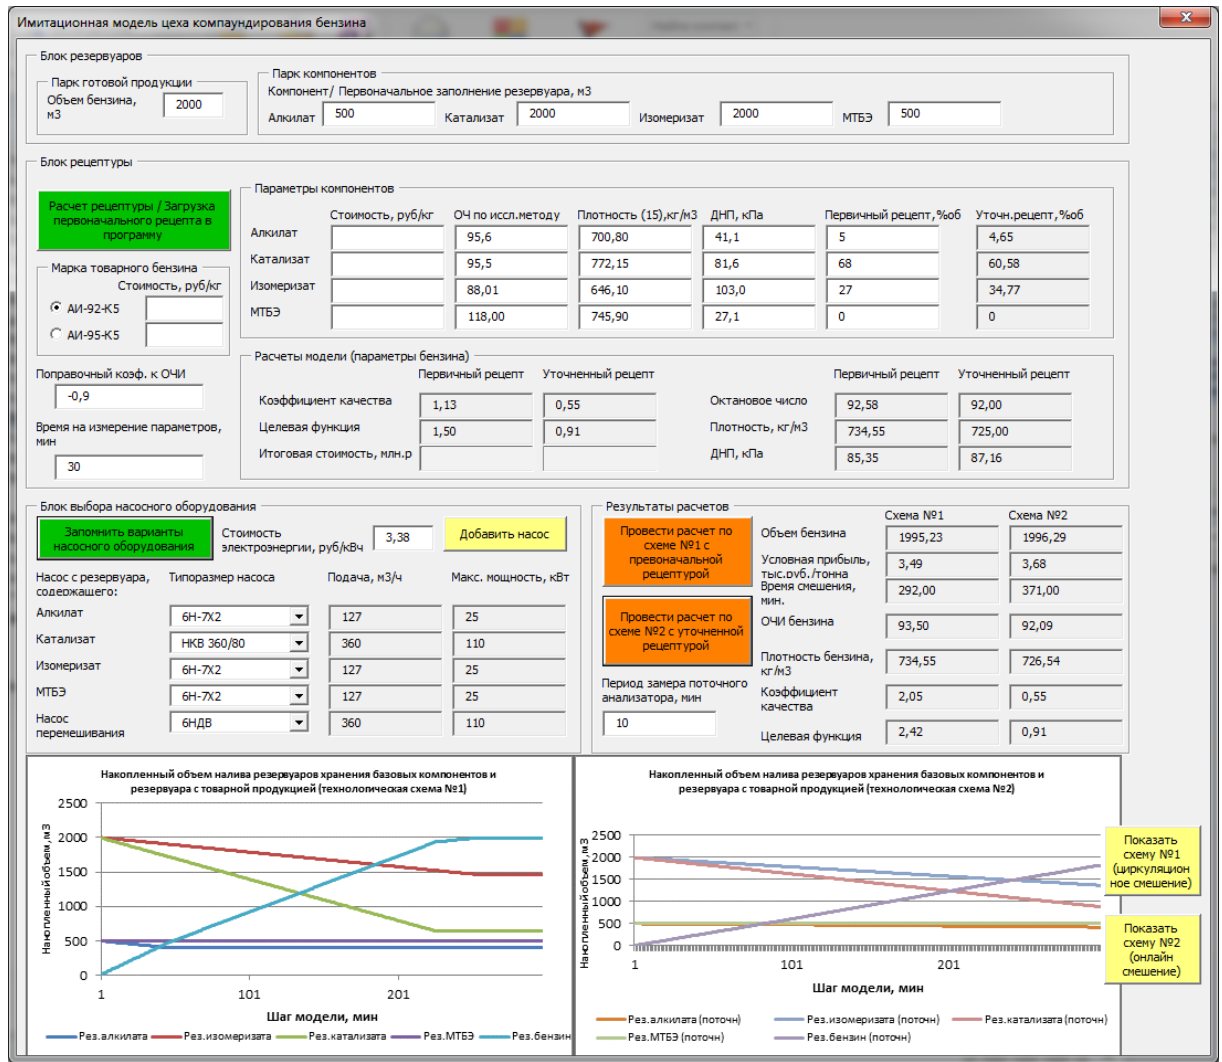 Имитационная модель цеха компаундирования бензина
Блок резервуаров
Парк готовой продукции
Объем бензина, м3
2000
Парк компонентов
Компонент/ Первоначальное заполнение резервуара, м3
Алкилат 500 Катализат 2000 Изомеризат 2000 МТБЭ 500
Блок рецептуры
Расчет рецептуры / Загрузка
первоначального рецепта в
программу
Марка товарного бензина
Стоимость, руб/кг
АИ-92-К5
АИ-95-К5
Поправочный коэф. к ОЧИ
-0,9
Время на измерение параметров,
мин
30
Параметры компонентов
Стоимость, руб/кг ОЧ по иссл.методу Плотность (15),кг/м3 ДНП, кПа Первичный рецепт,%об Уточн.рецепт,%об
Алкилат 95,6 700,80 41,1 5 4,65
Катализат 95,5 772,15 81,6 68 60,58
Изомеризат 88,01 646,10 103,0 27 34,77
МТБЭ 118,00 745,90 27,1 0 0
Расчеты модели (параметры бензина)
Первичный рецепт Уточненный рецепт Первичный рецепт Уточненный рецепт
Коэффициент качества 1,13 0,55 Октановое число 92,58 92,00
Целевая функция 1,50 0,91 Плотность, кг/м3 734,55 725,00
Итоговая стоимость, млн.р ДНП, кПа 85,35 87,16
Блок выбора насосного оборудования
Запомнить варианты
насосного оборудования
Стоимость
электроэнергии, руб/кВч
3,38
Добавить насос
Насос с резервуара,
содержащего:
Типоразмер насоса Подача, м3/ч Макс. мощность, кВт
Алкилат 6Н-7Х2 127 25
Катализат НКВ 360/80 360 110
Изомеризат 6Н-7Х2 127 25
МТБЭ 6Н-7Х2 127 25
Насос
перемешивания
6НДВ 360 110
Результаты расчетов
Провести расчет по
схеме №1 с
превоначальной
рецептурой
Провести расчет по
схеме №2 с уточненной
рецептурой
Период замера поточного
анализатора, мин
10
Схема №1 Схема №2
Объем бензина 1995,23 1996,29
Условная прибыль,
тыс.руб./тонна
3,49 3,68
Время смешения,
мин.
292,00 371,00
ОЧИ бензина 93,50 92,09
Плотность бензина,
кг/м3
734,55 726,54
Коэффициент
качества
2,05 0,55
Целевая функция 2,42 0,91
Накопленный объем налива резервуаров хранения базовых компонентов и
резервуара с товарной продукцией (технологическая схема №1)
Накопленный объем, м3
2500
2000
1500
1000
500
0
1 101 201
Шаг модели, мин
Рез.алкилата Рез.изомеризата Рез.катализата Рез.МТБЭ Рез.бензин
Накопленный объем налива резервуаров хранения базовых компонентов и
резервуара с товарной продукцией (технологическая схема №2)
Накопленный объем, м3
2500
2000
1500
1000
500
0
1 101 201
Шаг модели, мин
Рез.алкилата (поточн) Рез.изомеризата (поточн) Рез.катализата (поточн)
Рез.МТБЭ (поточн) Рез.бензин (поточн)
Показать
схему №1
(циркуляцион
ное смешение)
Показать
схему №2
(онлайн
смешение)